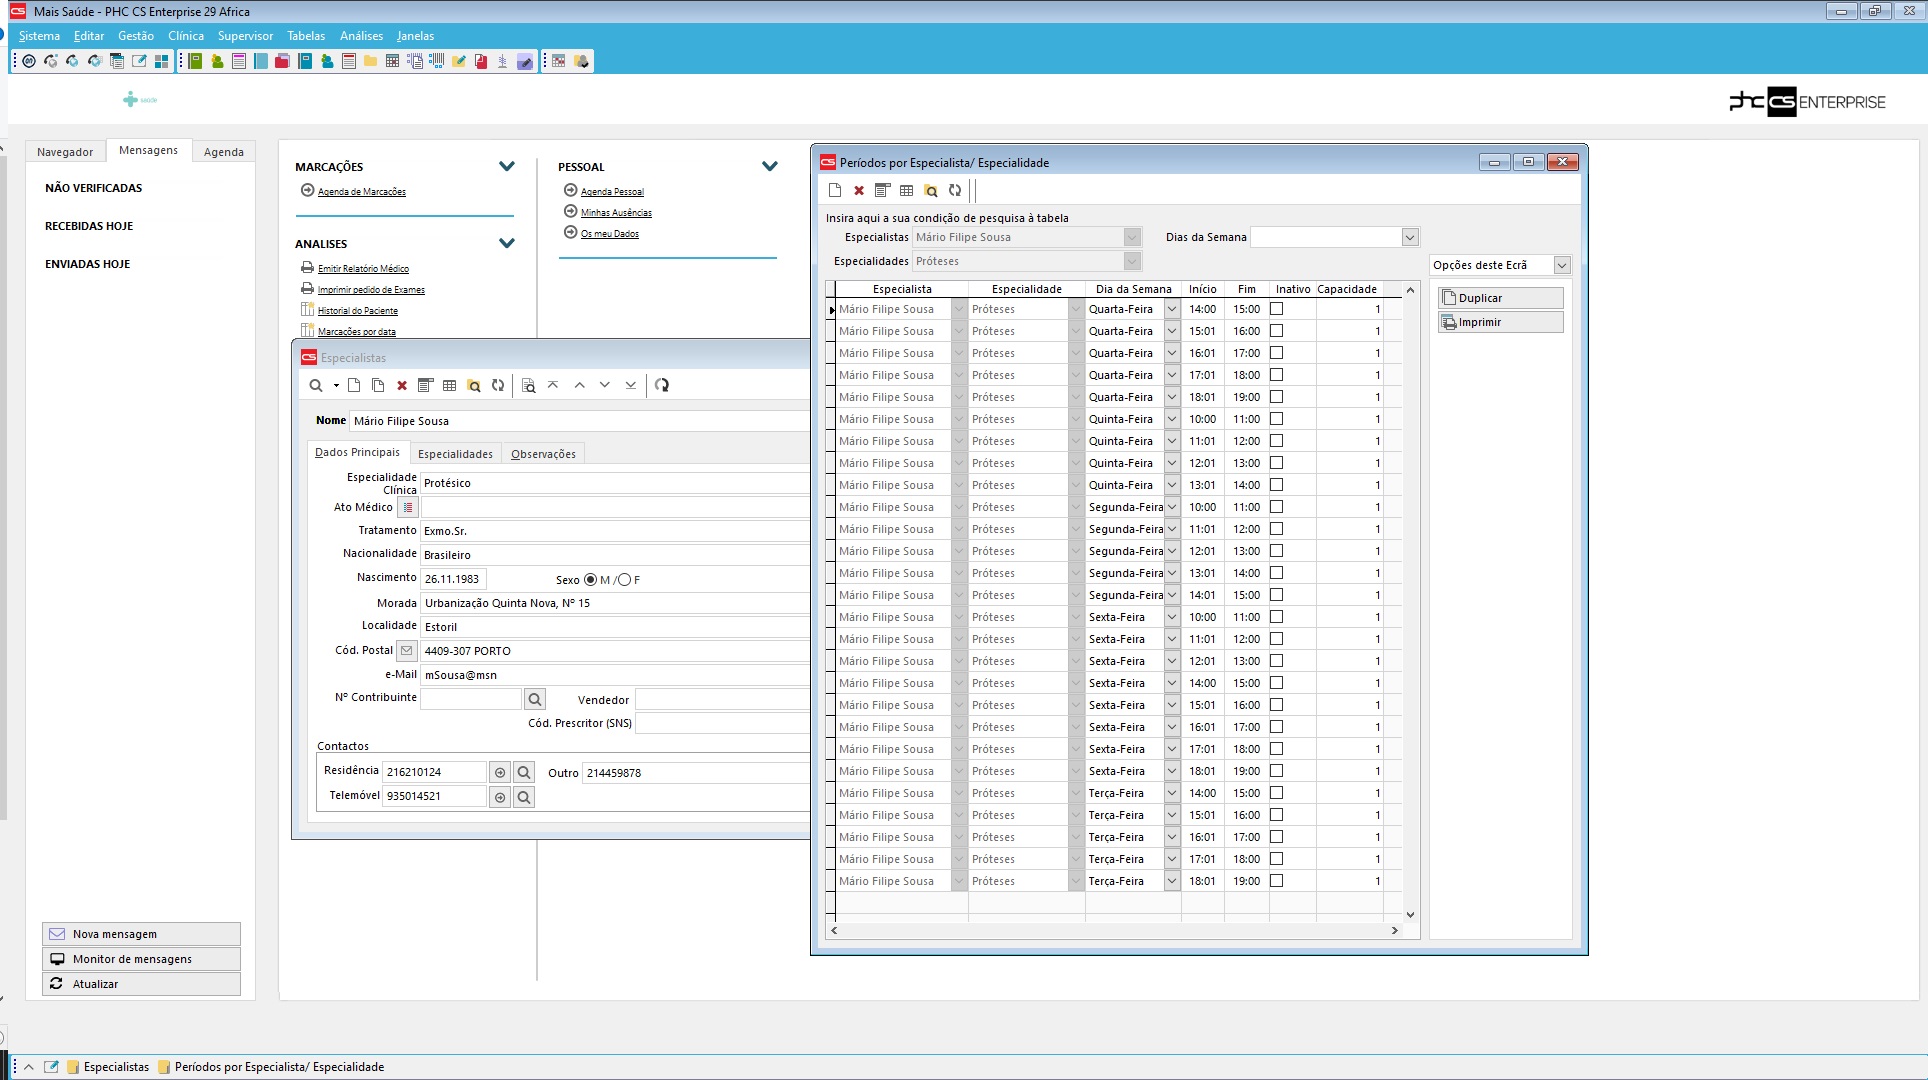 Mais Saúde - PHC CS Enterprise 29 Africa
Sistema Editar Gestão Clínica Supervisor Tabelas Análises Janelas
saúde
phc CS ENTERPRISE
Navegador Mensagens Agenda
NÃO VERIFICADAS
RECEBIDAS HOJE
ENVIADAS HOJE
Nova mensagem
Monitor de mensagens
Atualizar
MARCAÇÕES
Agenda de Marcações
ANALISES
Emitir Relatório Médico
Imprimir pedido de Exames
Historial do Paciente
Marcações por data
PESSOAL
Agenda Pessoal
Minhas Ausências
Os meu Dados
CS Especialistas
Nome Mário Filipe Sousa
Dados Principais Especialidades Observações
Especialidade Clínica Protésico
Ato Médico
Tratamento Exmo.Sr.
Nacionalidade Brasileiro
Nascimento 26.11.1983 Sexo M / F
Morada Urbanização Quinta Nova, Nº 15
Localidade Estoril
Cód. Postal 4409-307 PORTO
e-Mail mSousa@msn
Nº Contribuinte Vendedor
Cód. Prescritor (SNS)
Contactos
Residência 216210124 Outro 214459878
Telemóvel 935014521
CS Períodos por Especialista/ Especialidade
Insira aqui a sua condição de pesquisa à tabela
Especialistas Mário Filipe Sousa Dias da Semana
Especialidades Próteses
Opções deste Ecrã
Duplicar
Imprimir
Especialista Especialidade Dia da Semana Início Fim Inativo Capacidade
Mário Filipe Sousa Próteses Quarta-Feira 14:00 15:00 1
Mário Filipe Sousa Próteses Quarta-Feira 15:01 16:00 1
Mário Filipe Sousa Próteses Quarta-Feira 16:01 17:00 1
Mário Filipe Sousa Próteses Quarta-Feira 17:01 18:00 1
Mário Filipe Sousa Próteses Quarta-Feira 18:01 19:00 1
Mário Filipe Sousa Próteses Quinta-Feira 10:00 11:00 1
Mário Filipe Sousa Próteses Quinta-Feira 11:01 12:00 1
Mário Filipe Sousa Próteses Quinta-Feira 12:01 13:00 1
Mário Filipe Sousa Próteses Quinta-Feira 13:01 14:00 1
Mário Filipe Sousa Próteses Segunda-Feira 10:00 11:00 1
Mário Filipe Sousa Próteses Segunda-Feira 11:01 12:00 1
Mário Filipe Sousa Próteses Segunda-Feira 12:01 13:00 1
Mário Filipe Sousa Próteses Segunda-Feira 13:01 14:00 1
Mário Filipe Sousa Próteses Segunda-Feira 14:01 15:00 1
Mário Filipe Sousa Próteses Sexta-Feira 10:00 11:00 1
Mário Filipe Sousa Próteses Sexta-Feira 11:01 12:00 1
Mário Filipe Sousa Próteses Sexta-Feira 12:01 13:00 1
Mário Filipe Sousa Próteses Sexta-Feira 14:00 15:00 1
Mário Filipe Sousa Próteses Sexta-Feira 15:01 16:00 1
Mário Filipe Sousa Próteses Sexta-Feira 16:01 17:00 1
Mário Filipe Sousa Próteses Sexta-Feira 17:01 18:00 1
Mário Filipe Sousa Próteses Sexta-Feira 18:01 19:00 1
Mário Filipe Sousa Próteses Terça-Feira 14:00 15:00 1
Mário Filipe Sousa Próteses Terça-Feira 15:01 16:00 1
Mário Filipe Sousa Próteses Terça-Feira 16:01 17:00 1
Mário Filipe Sousa Próteses Terça-Feira 17:01 18:00 1
Mário Filipe Sousa Próteses Terça-Feira 18:01 19:00 1
Especialistas Períodos por Especialista/ Especialidade